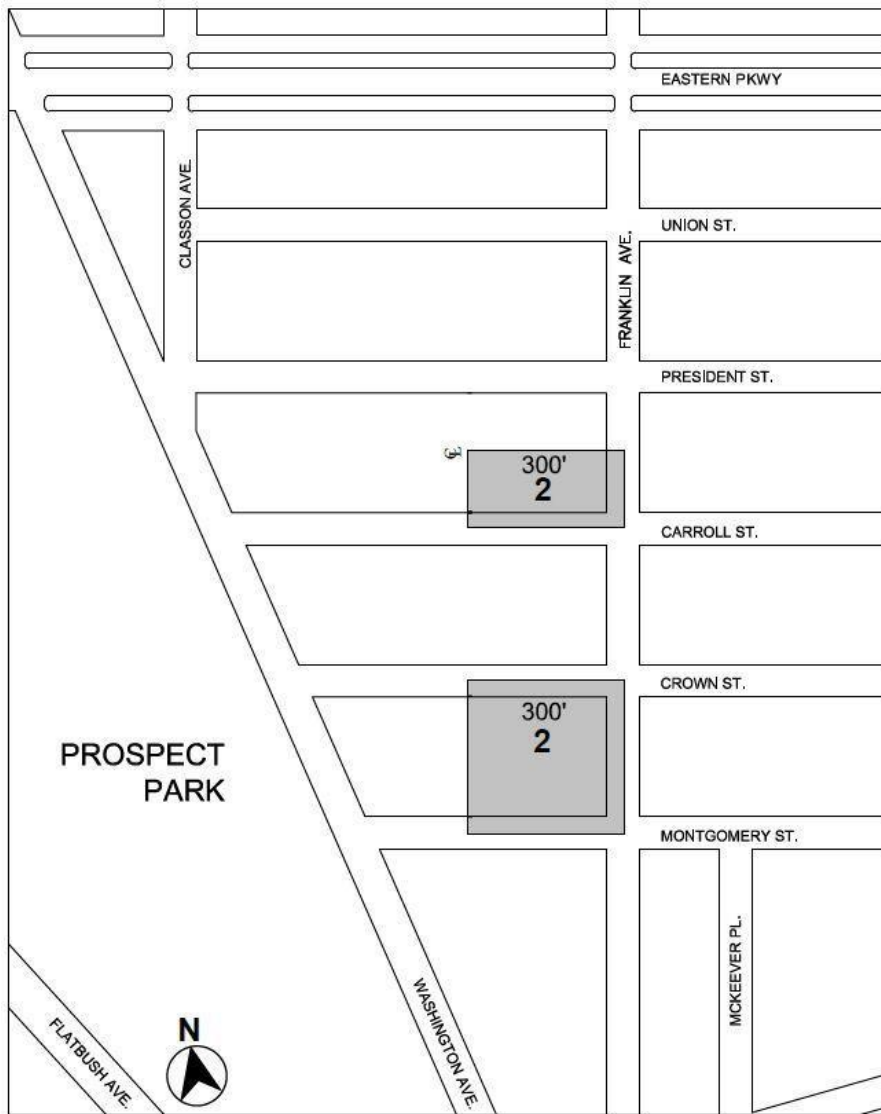 EASTERN PKWY
CLASSON AVE.
UNION ST.
FRANKLIN AVE.
PRESIDENT ST.
℄
300'
2
CARROLL ST.
CROWN ST.
300'
2
PROSPECT
PARK
MONTGOMERY ST.
MCKEEVER PL.
WASHINGTON AVE.
FLATBUSH AVE.
N